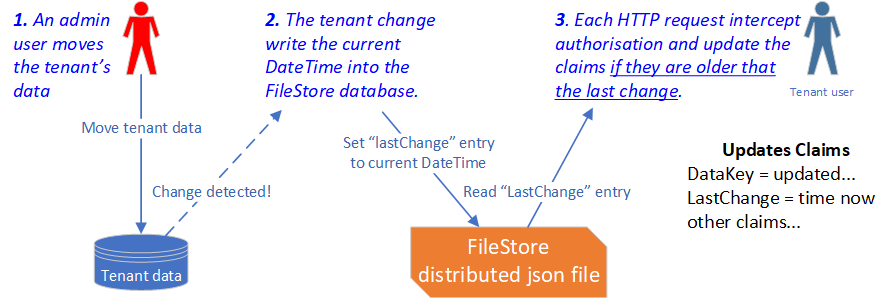 1. An admin
user moves
the tenant's
data
2. The tenant change
write the current
DateTime into the
FileStore database.
3. Each HTTP request intercept
authorisation and update the
claims if they are older that
the last change.
Tenant user
Move tenant data
Change detected!
Set “lastChange” entry
to current DateTime
Read “LastChange” entry
Updates Claims
DataKey = updated...
LastChange = time now
other claims...
Tenant data
FileStore
distributed json file